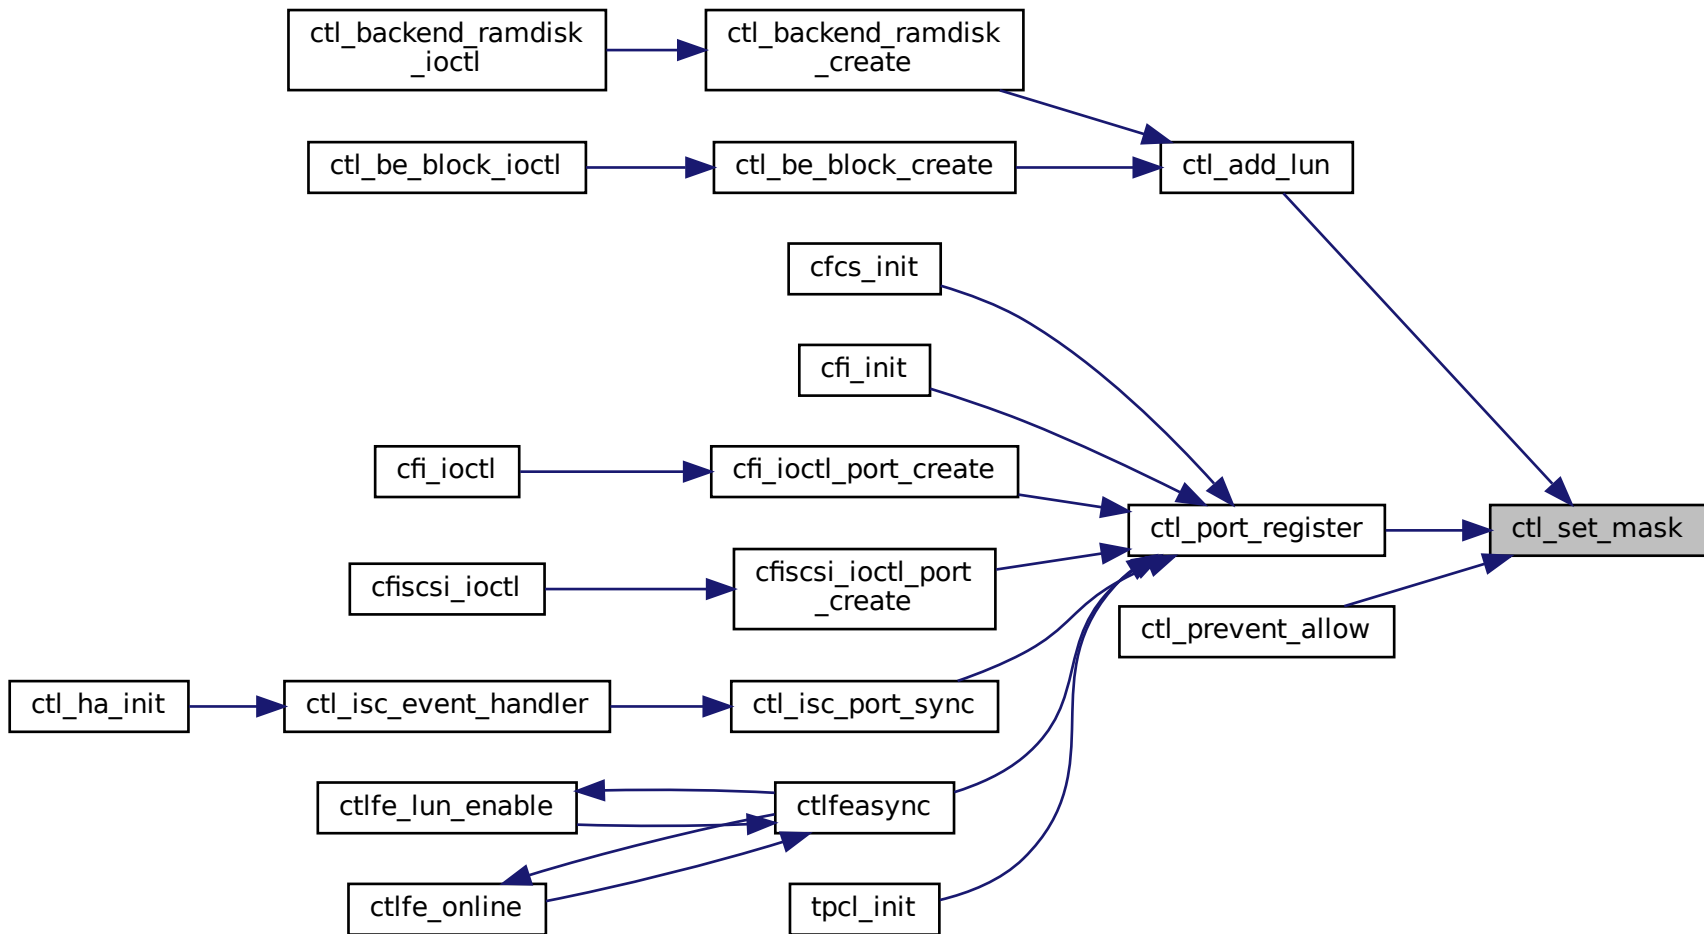 ctl_backend_ramdisk
_ioctl
ctl_backend_ramdisk
_create
ctl_be_block_ioctl
ctl_be_block_create
ctl_add_lun
cfcs_init
cfi_init
cfi_ioctl
cfi_ioctl_port_create
ctl_port_register
ctl_set_mask
cfiscsi_ioctl
cfiscsi_ioctl_port
_create
ctl_prevent_allow
ctl_ha_init
ctl_isc_event_handler
ctl_isc_port_sync
ctlfe_lun_enable
ctlfeasync
ctlfe_online
tpcl_init